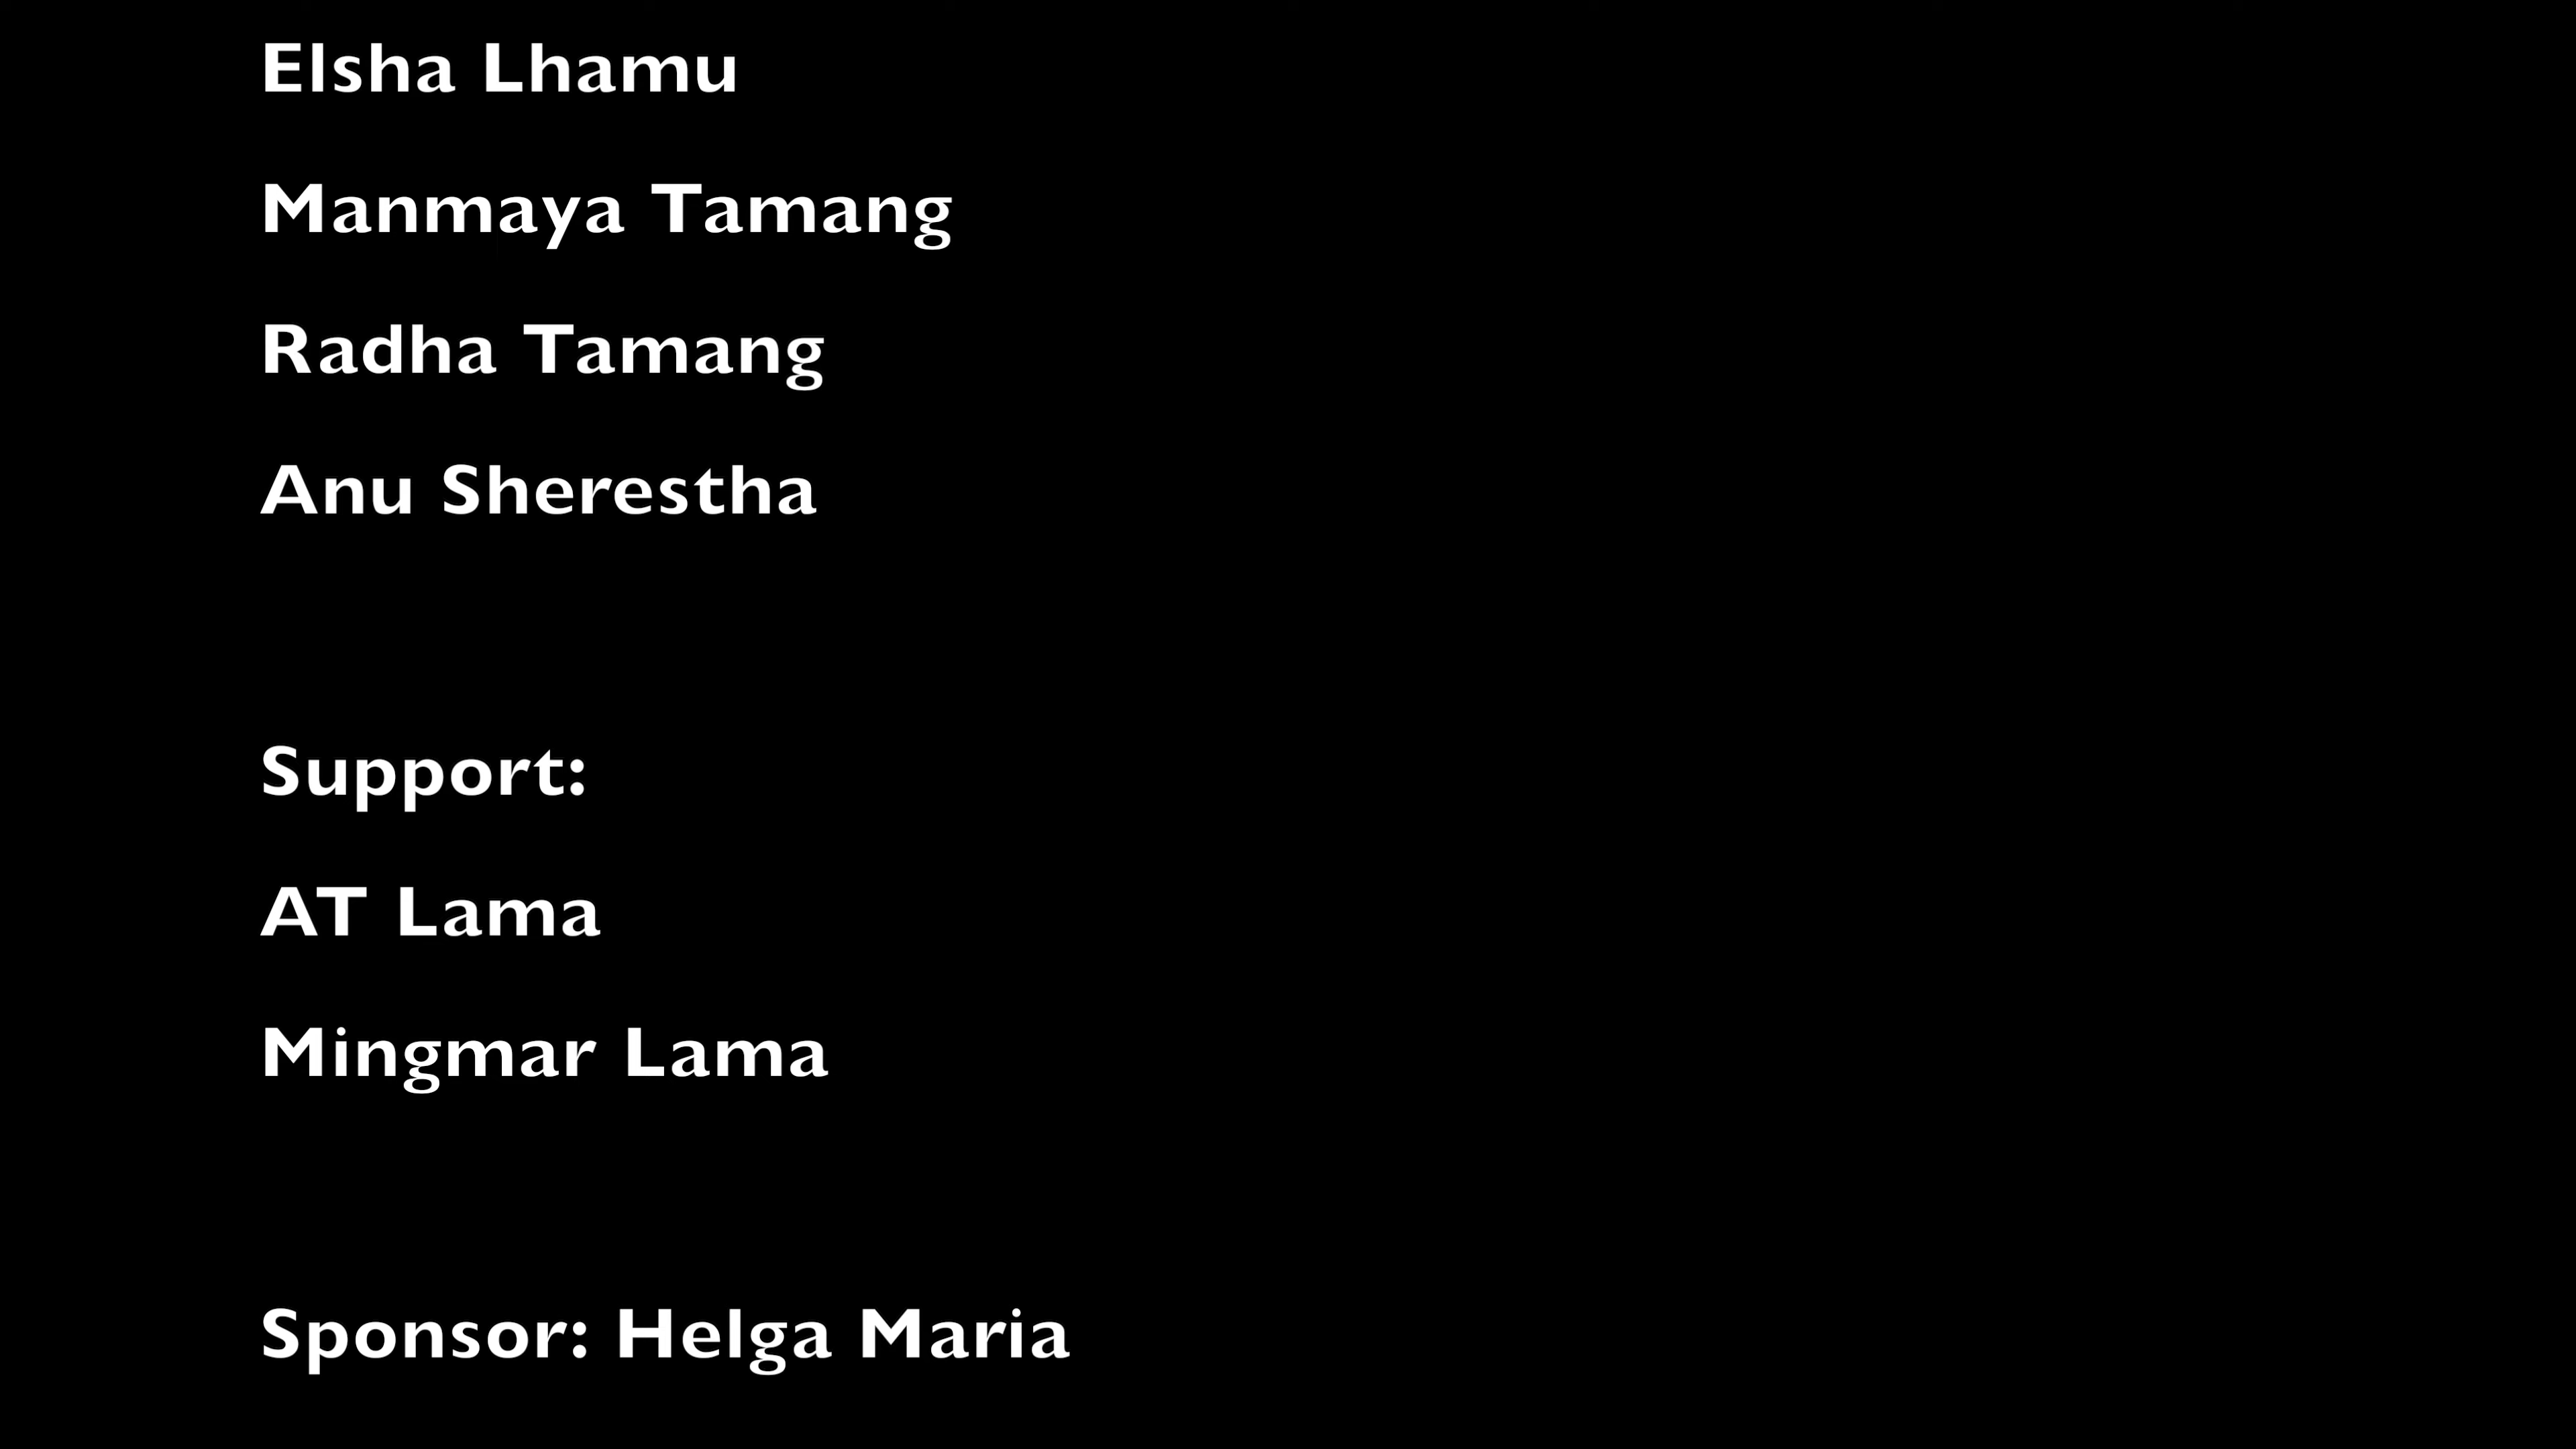 Elsha Lhamu
Manmaya Tamang
Radha Tamang
Anu Sherestha
Support:
AT Lama
Mingmar Lama
Sponsor: Helga Maria